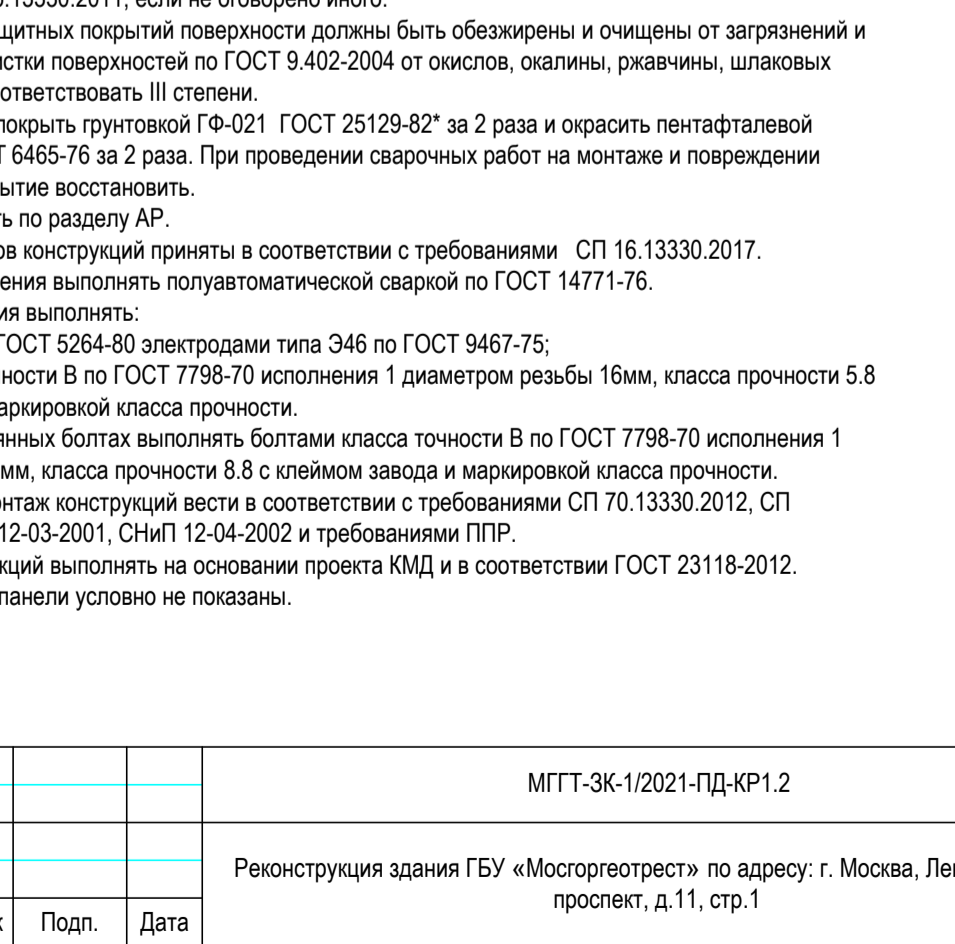 щитных покрытий поверхности должны быть обезжирены и очищены от загрязнений и
поверхностей по ГОСТ 9.402-2004 от окислов, окалины, ржавчины, шлаковых
III степени.
покрыть грунтовкой ГФ-021 ГОСТ 25129-82* за 2 раза и окрасить пентафталевой
6465-76 за 2 раза. При проведении сварочных работ на монтаже и повреждении
восстановить.
по разделу АР.
конструкций приняты в соответствии с требованиями СП 16.13330.2017.
ения выполнять полуавтоматической сваркой по ГОСТ 14771-76.
ия выполнять:
ГОСТ 5264-80 электродами типа Э46 по ГОСТ 9467-75;
ности В по ГОСТ 7798-70 исполнения 1 диаметром резьбы 16мм, класса прочности 5.8
аркировкой класса прочности.
янных болтах выполнять болтами класса точности В по ГОСТ 7798-70 исполнения 1
мм, класса прочности 8.8 с клеймом завода и маркировкой класса прочности.
онтаж конструкций вести в соответствии с требованиями СП 70.13330.2012, СП
12-03-2001, СНиП 12-04-2002 и требованиями ППР.
кций выполнять на основании проекта КМД и в соответствии ГОСТ 23118-2012.
панели условно не показаны.
МГГТ-ЗК-1/2021-ПД-КР1.2
Реконструкция здания ГБУ «Мосгоргеотрест» по адресу: г. Москва, Ле
проспект, д.11, стр.1
Подп. Дата